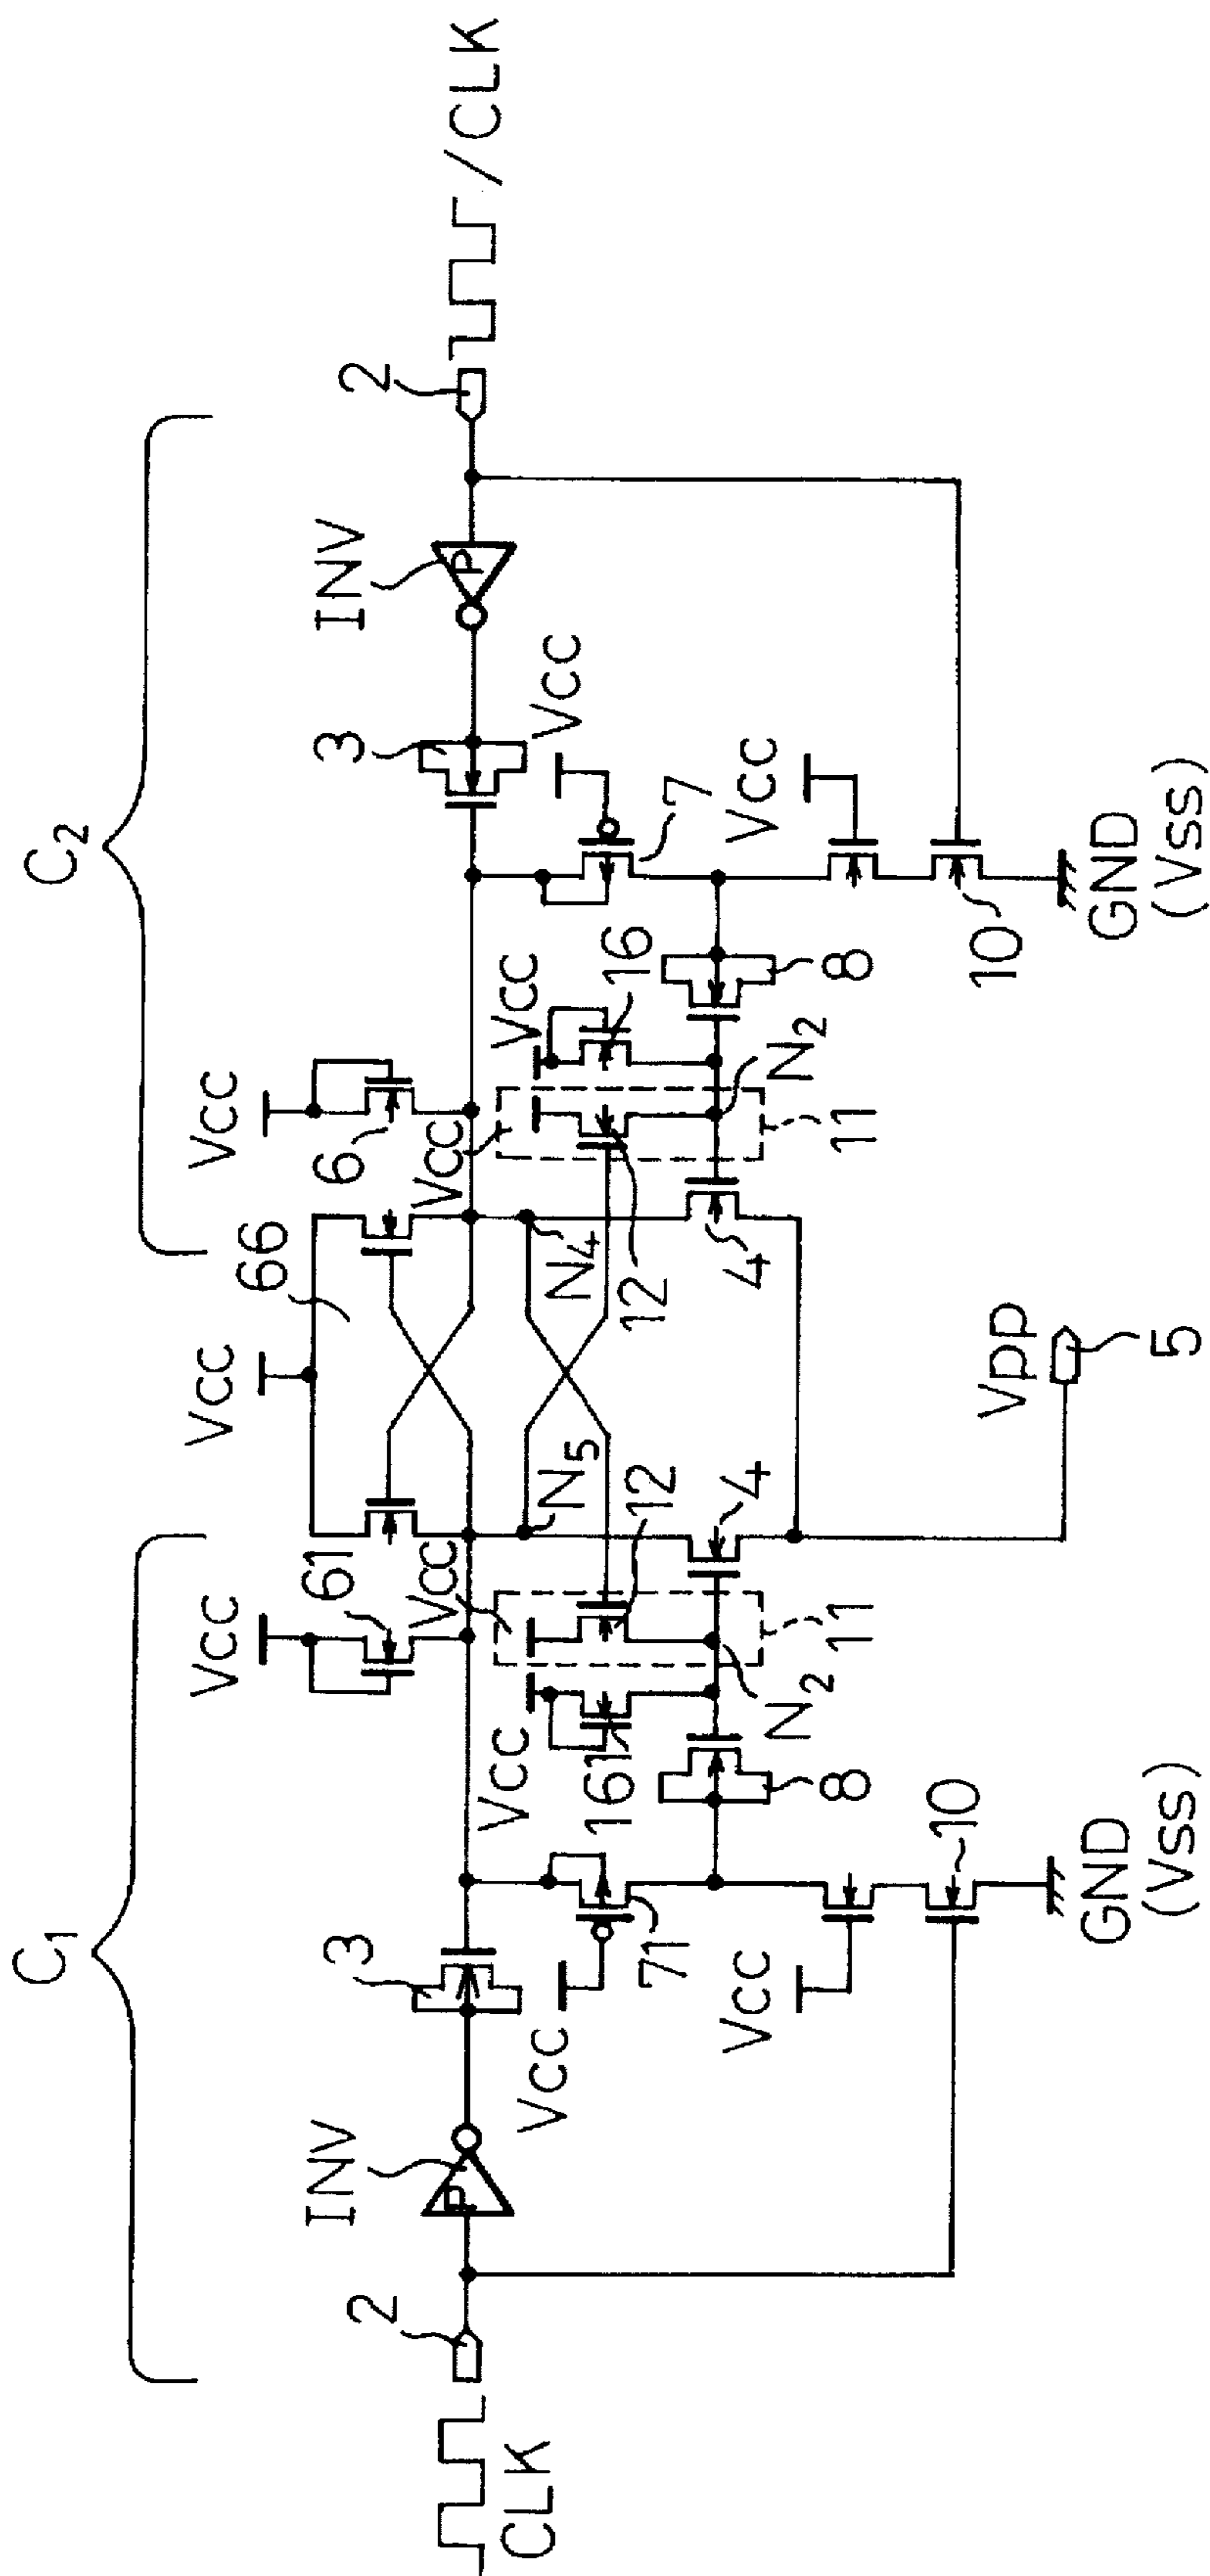 C1
C2
CLK
2
INV
P
3
Vcc
71
Vcc
10
GND
(Vss)
Vcc
61
Vcc
161
8
Vcc
12
11
N2
N5
4
Vcc
66
Vpp
5
N4
4
12
Vcc
6
Vcc
Vcc
16
N2
11
8
3
Vcc
7
Vcc
10
GND
(Vss)
INV
P
2
/CLK